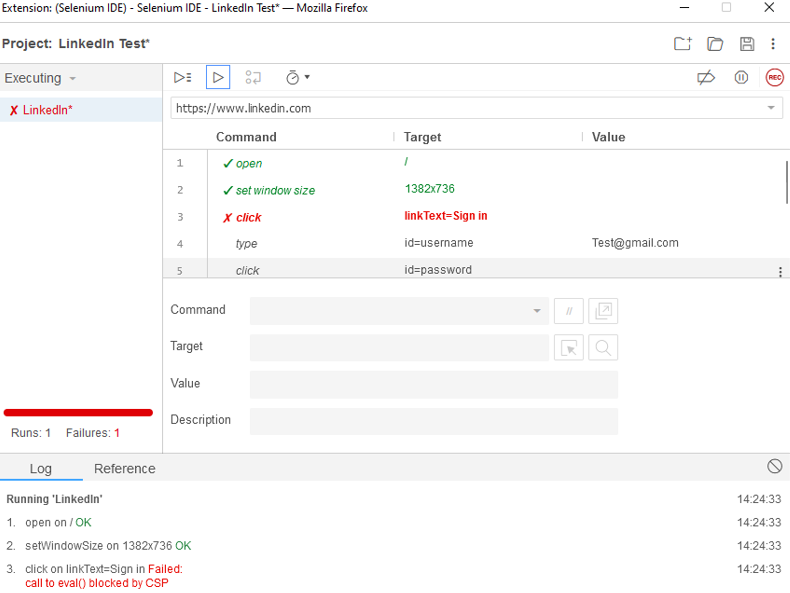 Extension: (Selenium IDE) - Selenium IDE - LinkedIn Test* — Mozilla Firefox
Project: LinkedIn Test*
Executing
REC
✗ LinkedIn*
https://www.linkedin.com
Command Target Value
1 ✓ open /
2 ✓ set window size 1382x736
3 ✗ click linkText=Sign in
4 type id=username Test@gmail.com
5 click id=password
Command //
Target
Value
Description
Runs: 1 Failures: 1
Log Reference
Running 'LinkedIn' 14:24:33
1. open on / OK 14:24:33
2. setWindowSize on 1382x736 OK 14:24:33
3. click on linkText=Sign in Failed: 14:24:33
call to eval() blocked by CSP